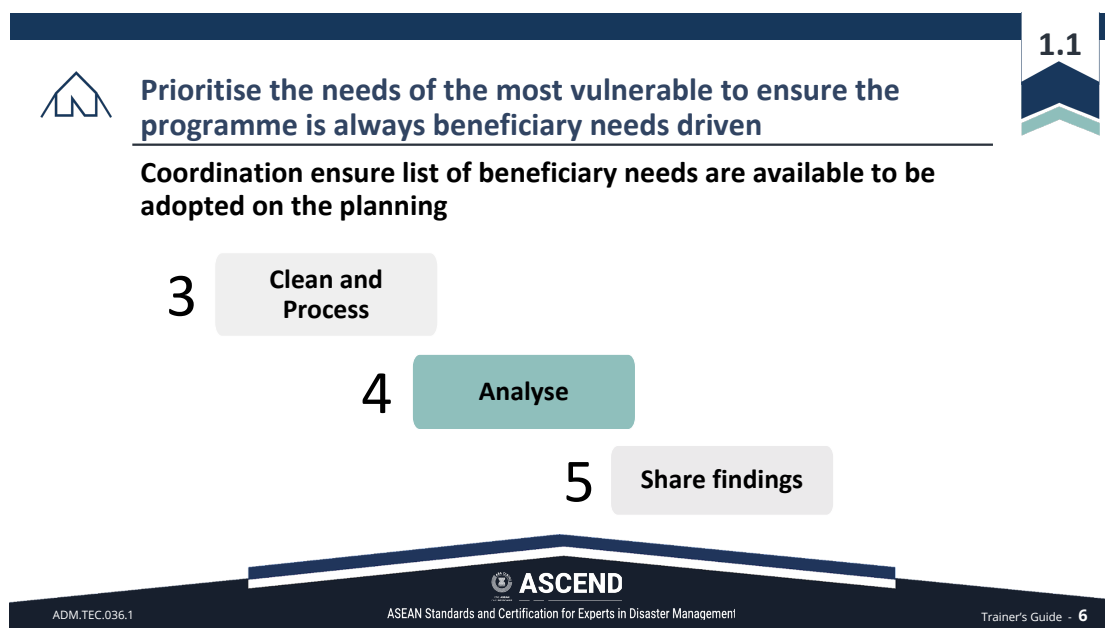 1.1
Prioritise the needs of the most vulnerable to ensure the
programme is always beneficiary needs driven
Coordination ensure list of beneficiary needs are available to be
adopted on the planning
3
Clean and
Process
4
Analyse
5
Share findings
ASCEND
ADM.TEC.036.1
ASEAN Standards and Certification for Experts in Disaster Management
Trainer's Guide - 6